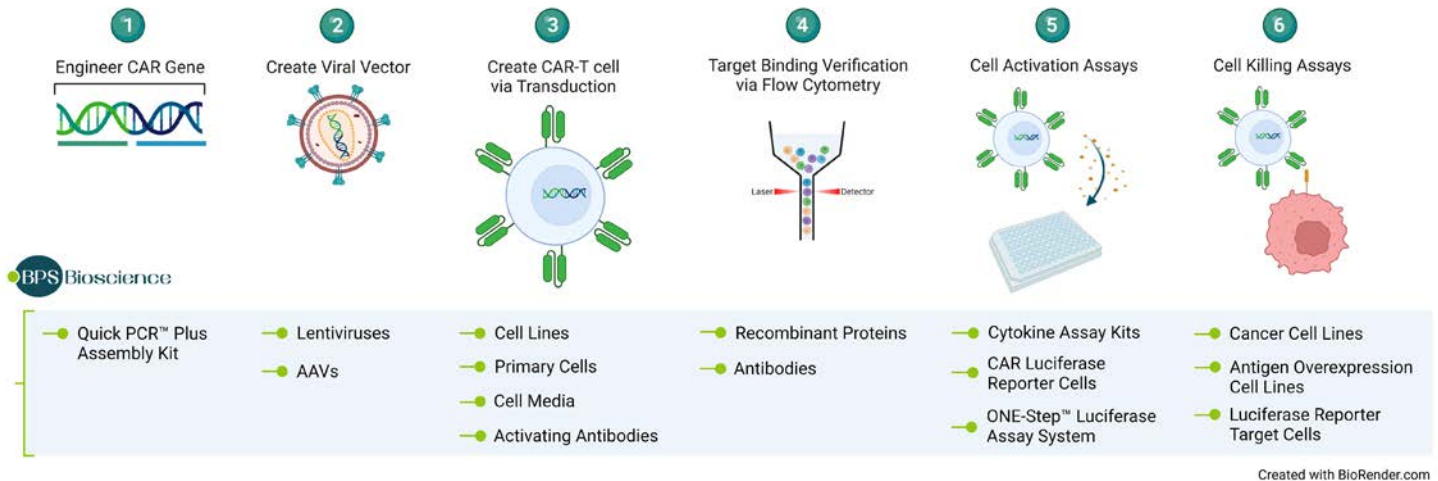 1
Engineer CAR Gene
2
Create Viral Vector
3
Create CAR-T cell
via Transduction
4
Target Binding Verification
via Flow Cytometry
Laser
Detector
5
Cell Activation Assays
6
Cell Killing Assays
BPS Bioscience
Quick PCR™ Plus
Assembly Kit
Lentiviruses
AAVs
Cell Lines
Primary Cells
Cell Media
Activating Antibodies
Recombinant Proteins
Antibodies
Cytokine Assay Kits
CAR Luciferase
Reporter Cells
ONE-Step™ Luciferase
Assay System
Cancer Cell Lines
Antigen Overexpression
Cell Lines
Luciferase Reporter
Target Cells
Created with BioRender.com